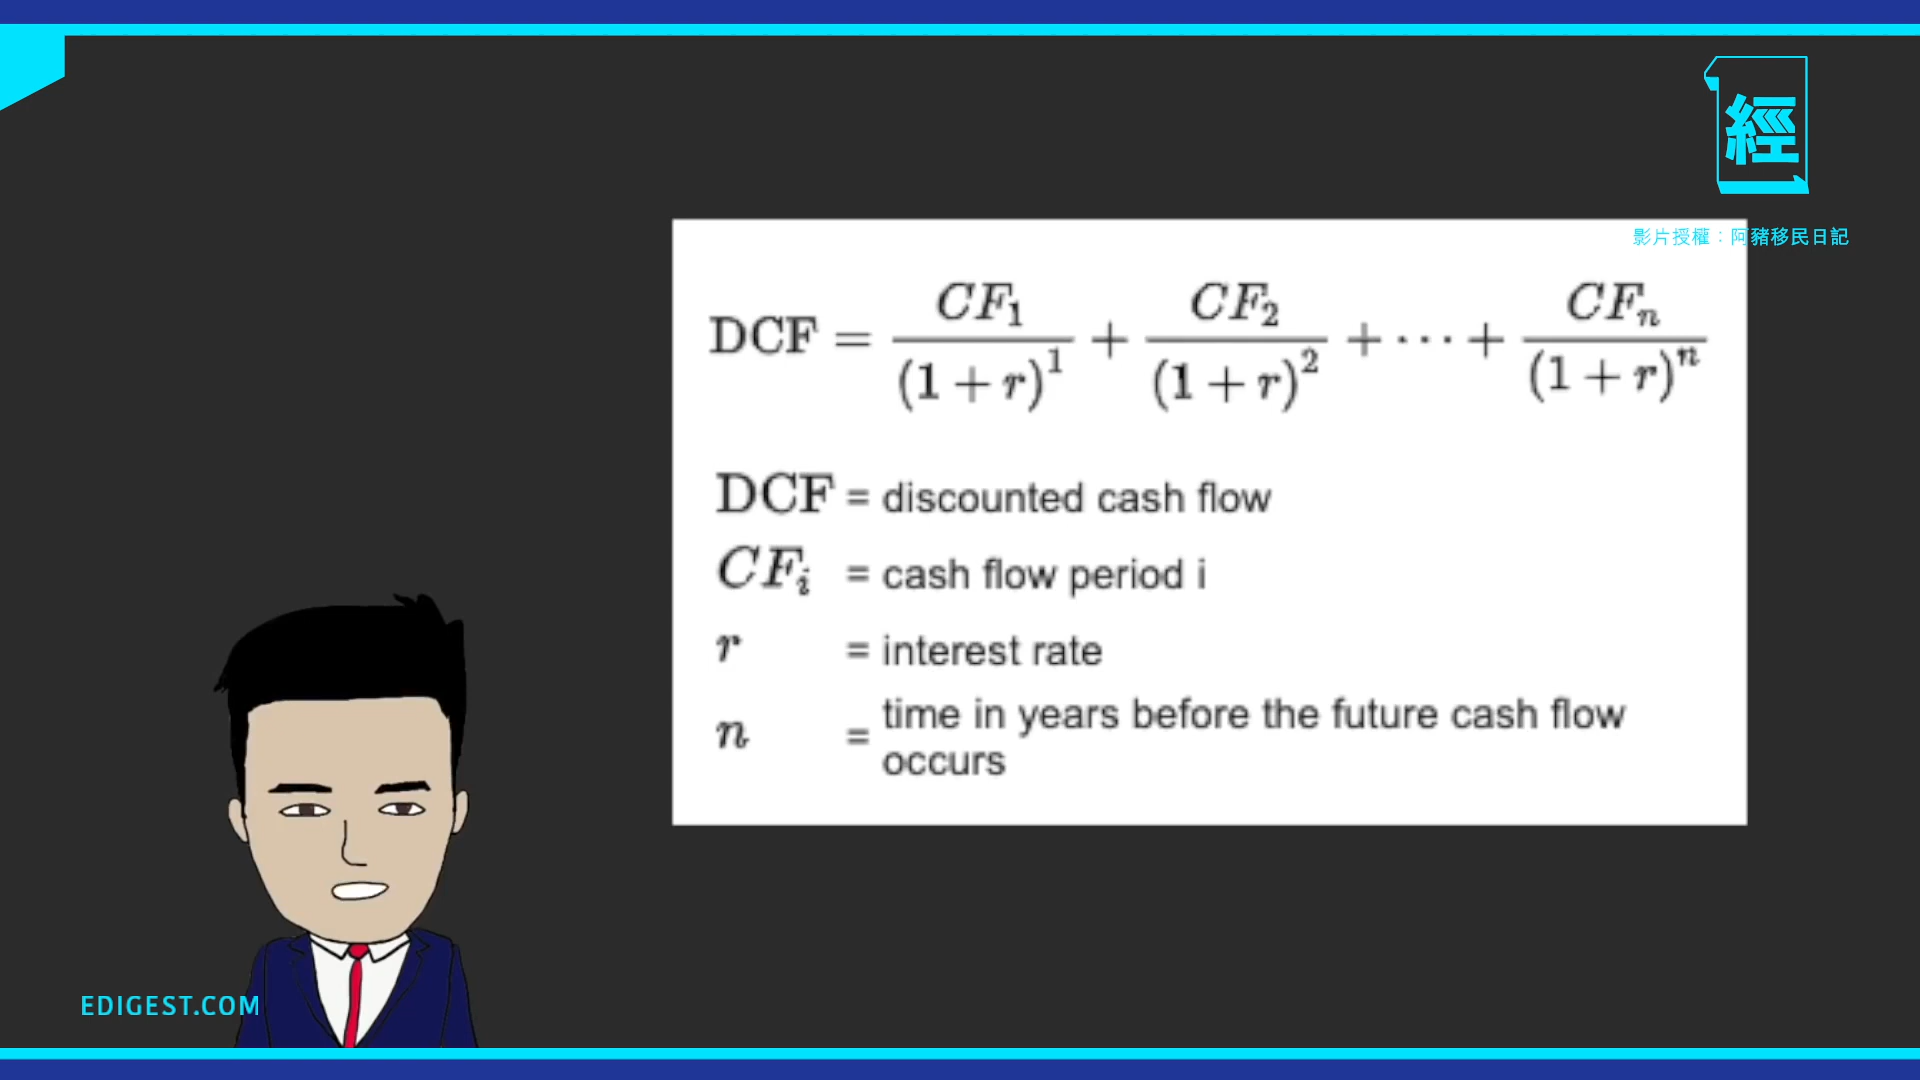 經
影片授權：阿豬移民日記
DCF = CF₁/(1 + r)¹ + CF₂/(1 + r)² + ··· + CFₙ/(1 + r)ⁿ
DCF = discounted cash flow
CFᵢ = cash flow period i
r = interest rate
n = time in years before the future cash flow
occurs
EDIGEST.COM